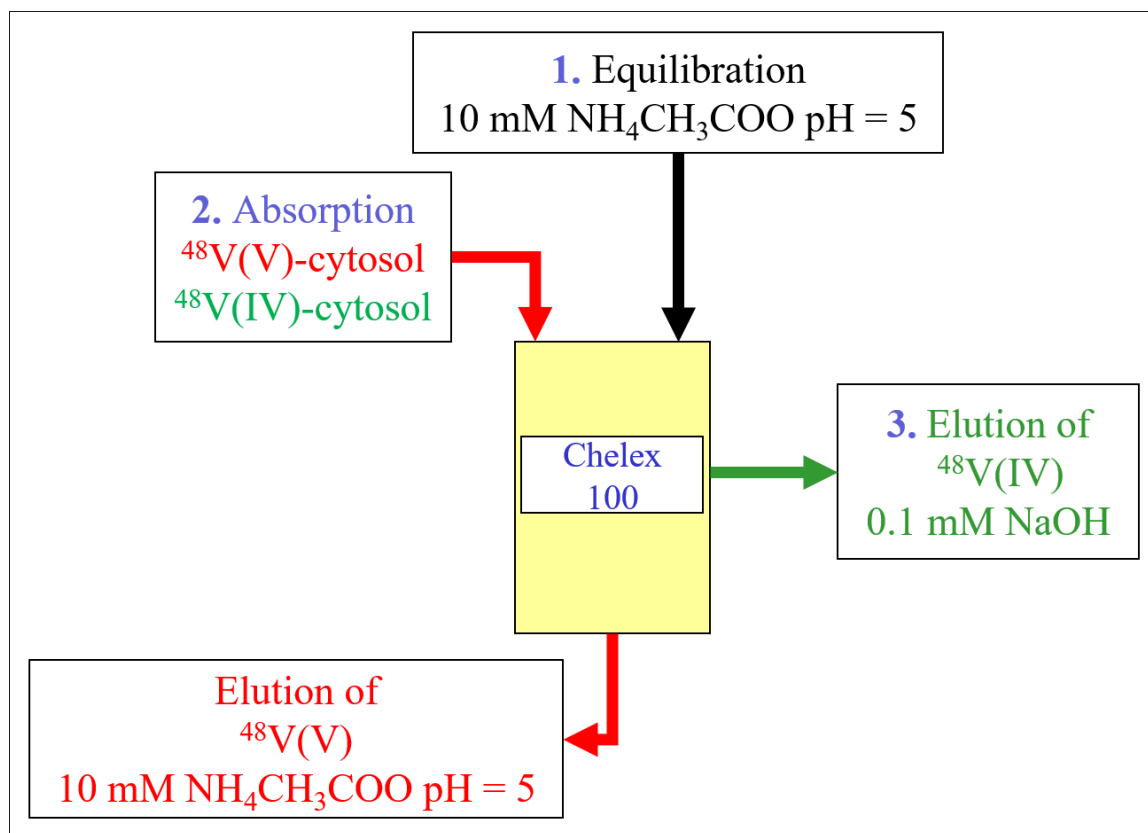 1. Equilibration
10 mM NH₄CH₃COO pH = 5
2. Absorption
⁴⁸V(V)-cytosol
⁴⁸V(IV)-cytosol
Chelex
100
3. Elution of
⁴⁸V(IV)
0.1 mM NaOH
Elution of
⁴⁸V(V)
10 mM NH₄CH₃COO pH = 5